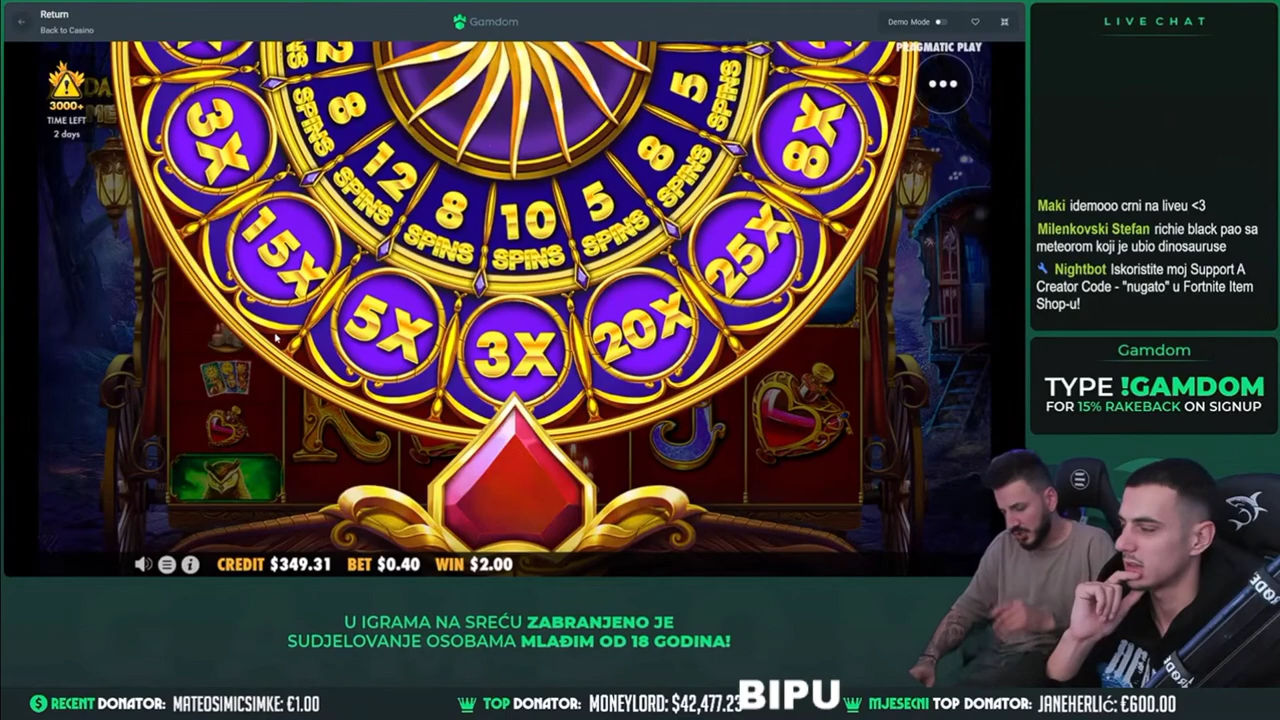 Return
Back to Casino
Gamdom
Demo Mode
PRAGMATIC PLAY
3000+
TIME LEFT
2 days
5 SPINS
8 SPINS
8 SPINS
12 SPINS
8 SPINS
10 SPINS
5 SPINS
3X
8X
15X
25X
5X
3X
20X
CREDIT $349.31 BET $0.40 WIN $2.00
LIVE CHAT
Maki idemooo crni na liveu <3
Milenkovski Stefan richie black pao sa
meteorom koji je ubio dinosauruse
Nightbot Iskoristite moj Support A
Creator Code - "nugato" u Fortnite Item
Shop-u!
Gamdom
TYPE !GAMDOM
FOR 15% RAKEBACK ON SIGNUP
U IGRAMA NA SREĆU ZABRANJENO JE
SUDJELOVANJE OSOBAMA MLAĐIM OD 18 GODINA!
RECENT DONATOR: MATEOSIMICSIMKE: €1.00
TOP DONATOR: MONEYLORD: $42,477.23
BIPU
MJESECNI TOP DONATOR: JANEHERLIĆ: £600.00